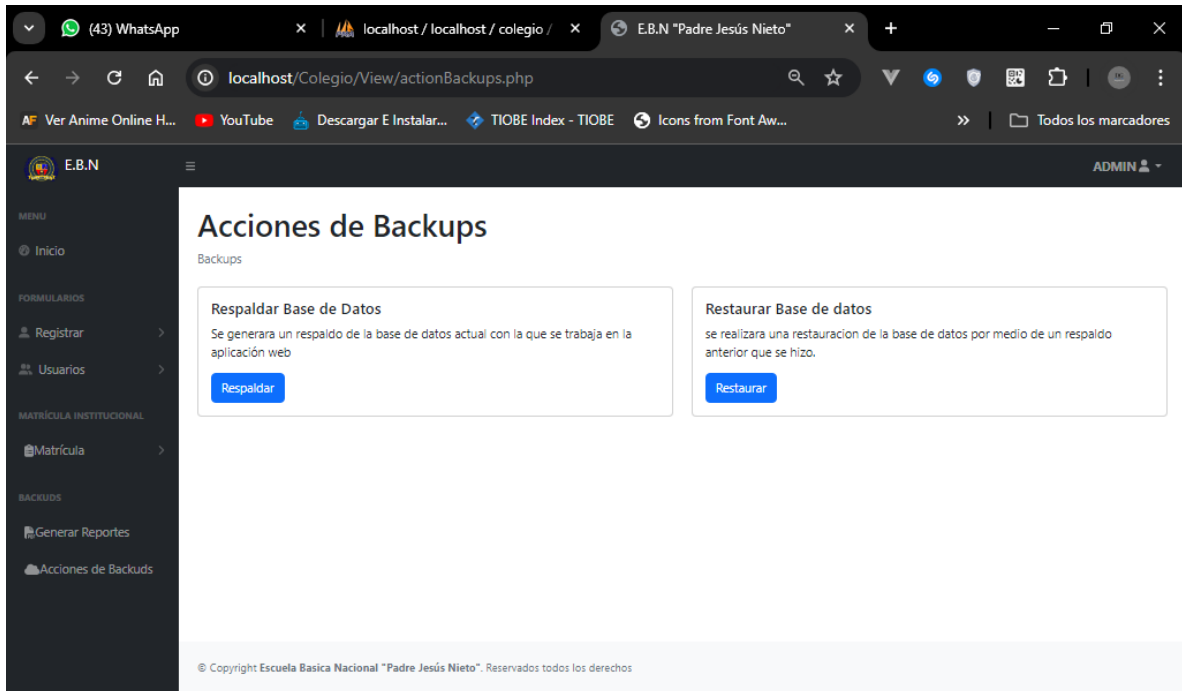 (43) WhatsApp
localhost / localhost / colegio /
E.B.N "Padre Jesús Nieto"
localhost/Colegio/View/actionBackups.php
AF Ver Anime Online H...
YouTube
Descargar E Instalar...
TIOBE Index - TIOBE
Icons from Font Aw...
»
Todos los marcadores
E.B.N
ADMIN
MENU
Inicio
FORMULARIOS
Registrar
Usuarios
MATRÍCULA INSTITUCIONAL
Matrícula
BACKUDS
Generar Reportes
Acciones de Backuds
Acciones de Backups
Backups
Respaldar Base de Datos
Se generara un respaldo de la base de datos actual con la que se trabaja en la
aplicación web
Respaldar
Restaurar Base de datos
se realizara una restauracion de la base de datos por medio de un respaldo
anterior que se hizo.
Restaurar
© Copyright Escuela Basica Nacional "Padre Jesús Nieto". Reservados todos los derechos